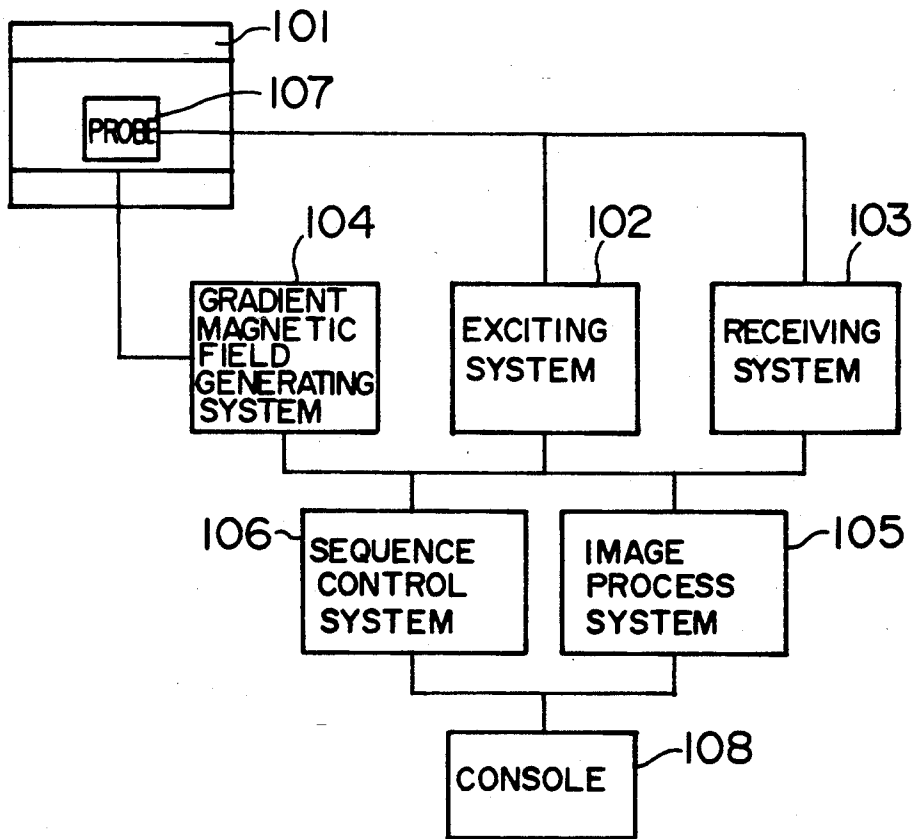 101
107
PROBE
104
102
103
GRADIENT
MAGNETIC
FIELD
GENERATING
SYSTEM
EXCITING
SYSTEM
RECEIVING
SYSTEM
106
SEQUENCE
CONTROL
SYSTEM
IMAGE
PROCESS
SYSTEM
105
CONSOLE
108